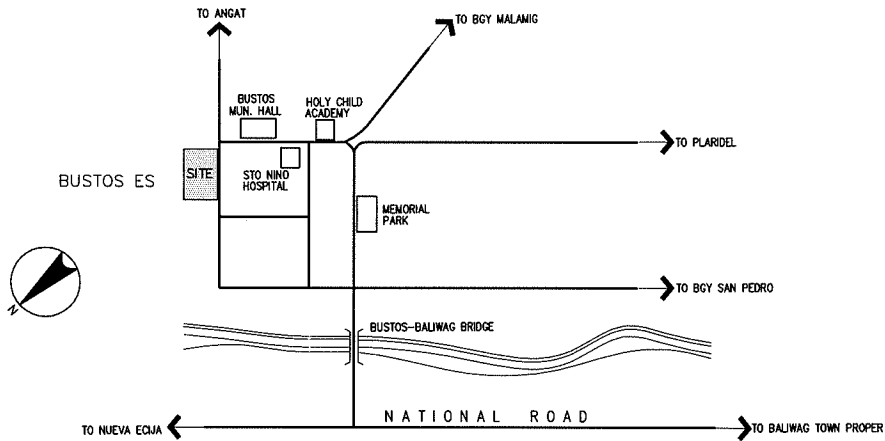 TO ANGAT
TO BGY MALAMIG
BUSTOS
MUN. HALL
HOLY CHILD
ACADEMY
TO PLARIDEL
BUSTOS ES
SITE
STO NINO
HOSPITAL
MEMORIAL
PARK
N
TO BGY SAN PEDRO
BUSTOS-BALIWAG BRIDGE
NATIONAL ROAD
TO NUEVA ECIJA
TO BALIWAG TOWN PROPER